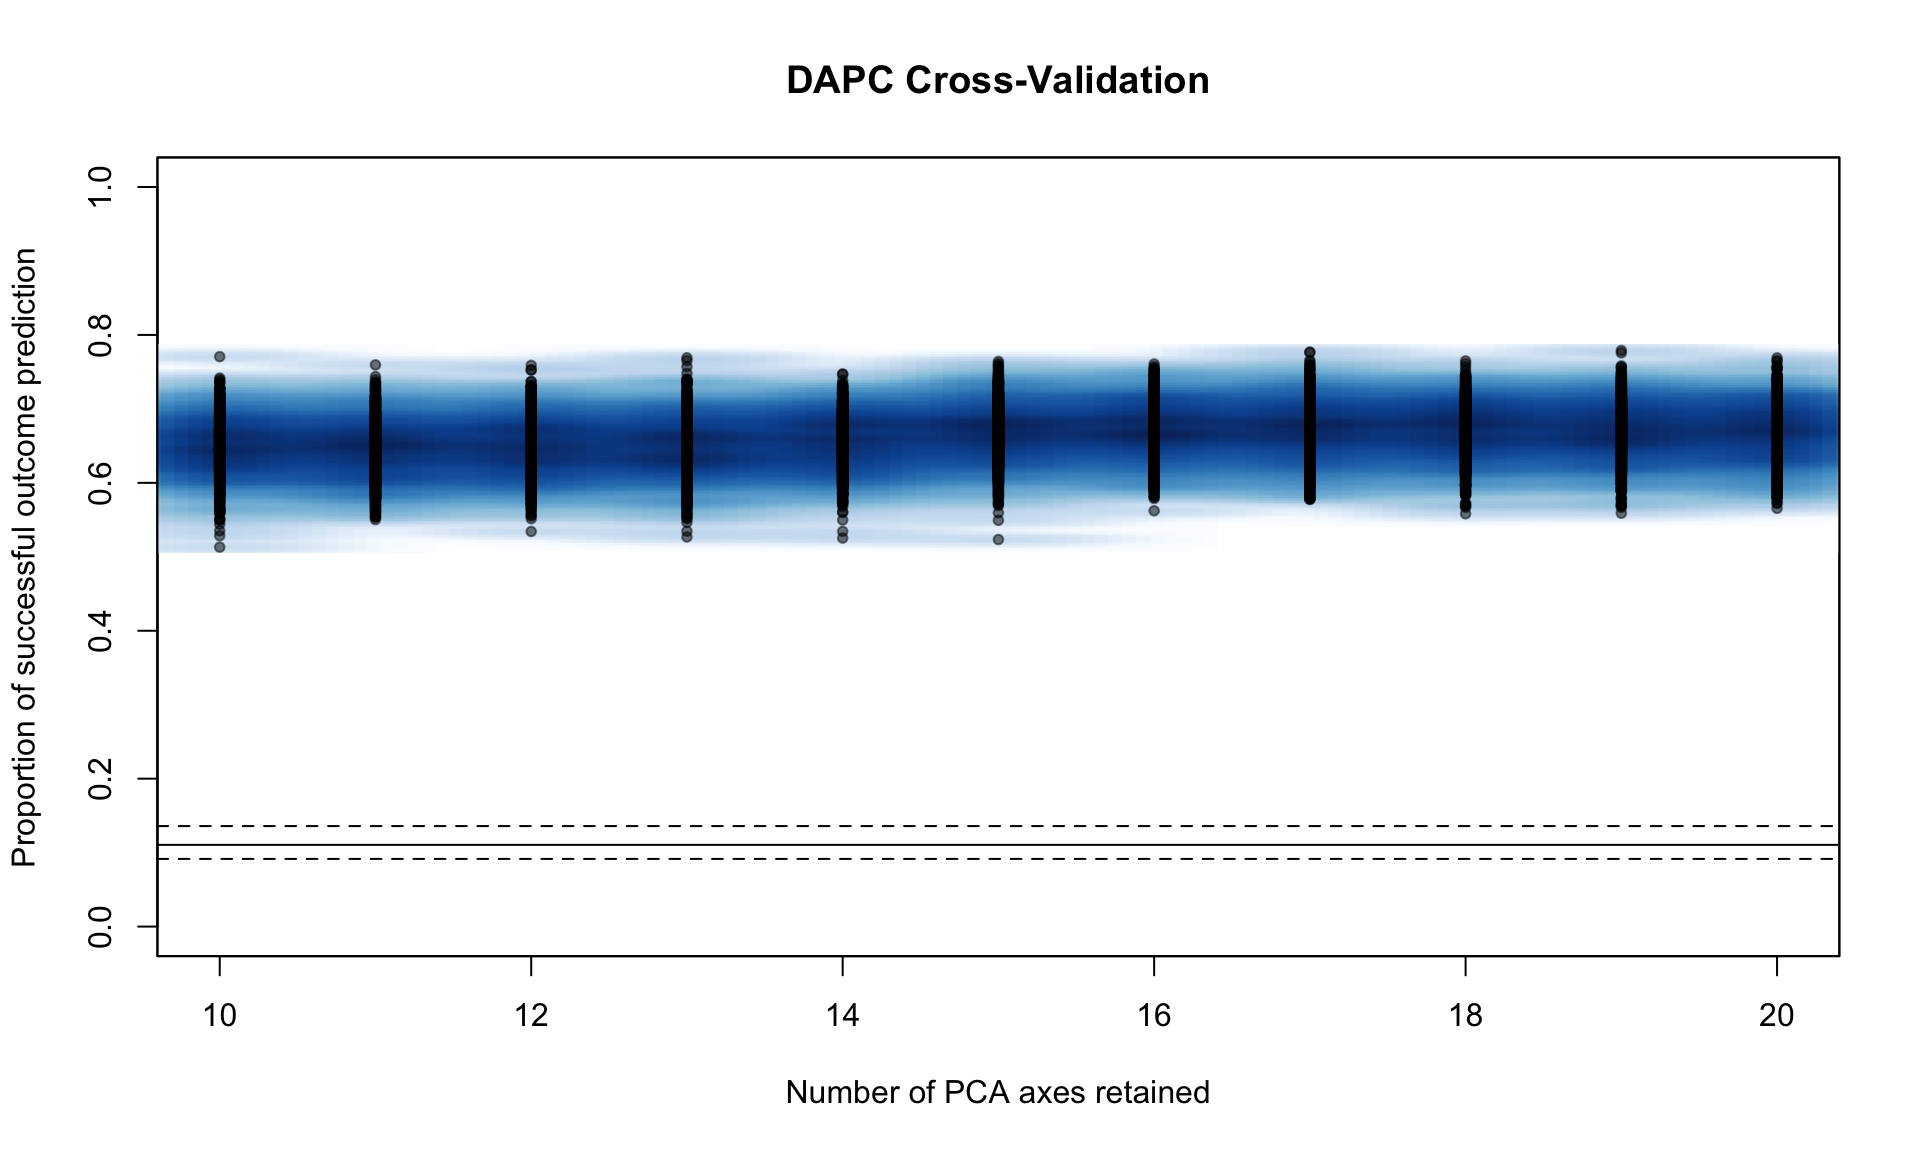 DAPC Cross-Validation
Proportion of successful outcome prediction
1.0
0.8
0.6
0.4
0.2
0.0
10 12 14 16 18 20
Number of PCA axes retained